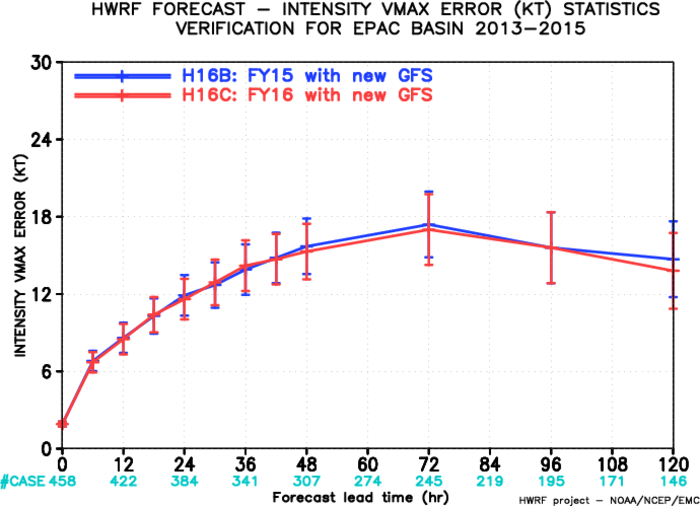 HWRF FORECAST – INTENSITY VMAX ERROR (KT) STATISTICS
VERIFICATION FOR EPAC BASIN 2013–2015
H16B: FY15 with new GFS
H16C: FY16 with new GFS
INTENSITY VMAX ERROR (KT)
30
24
18
12
6
0
0 12 24 36 48 60 72 84 96 108 120
#CASE 458 422 384 341 307 274 245 219 195 171 146
Forecast lead time (hr)
HWRF project – NOAA/NCEP/EMC